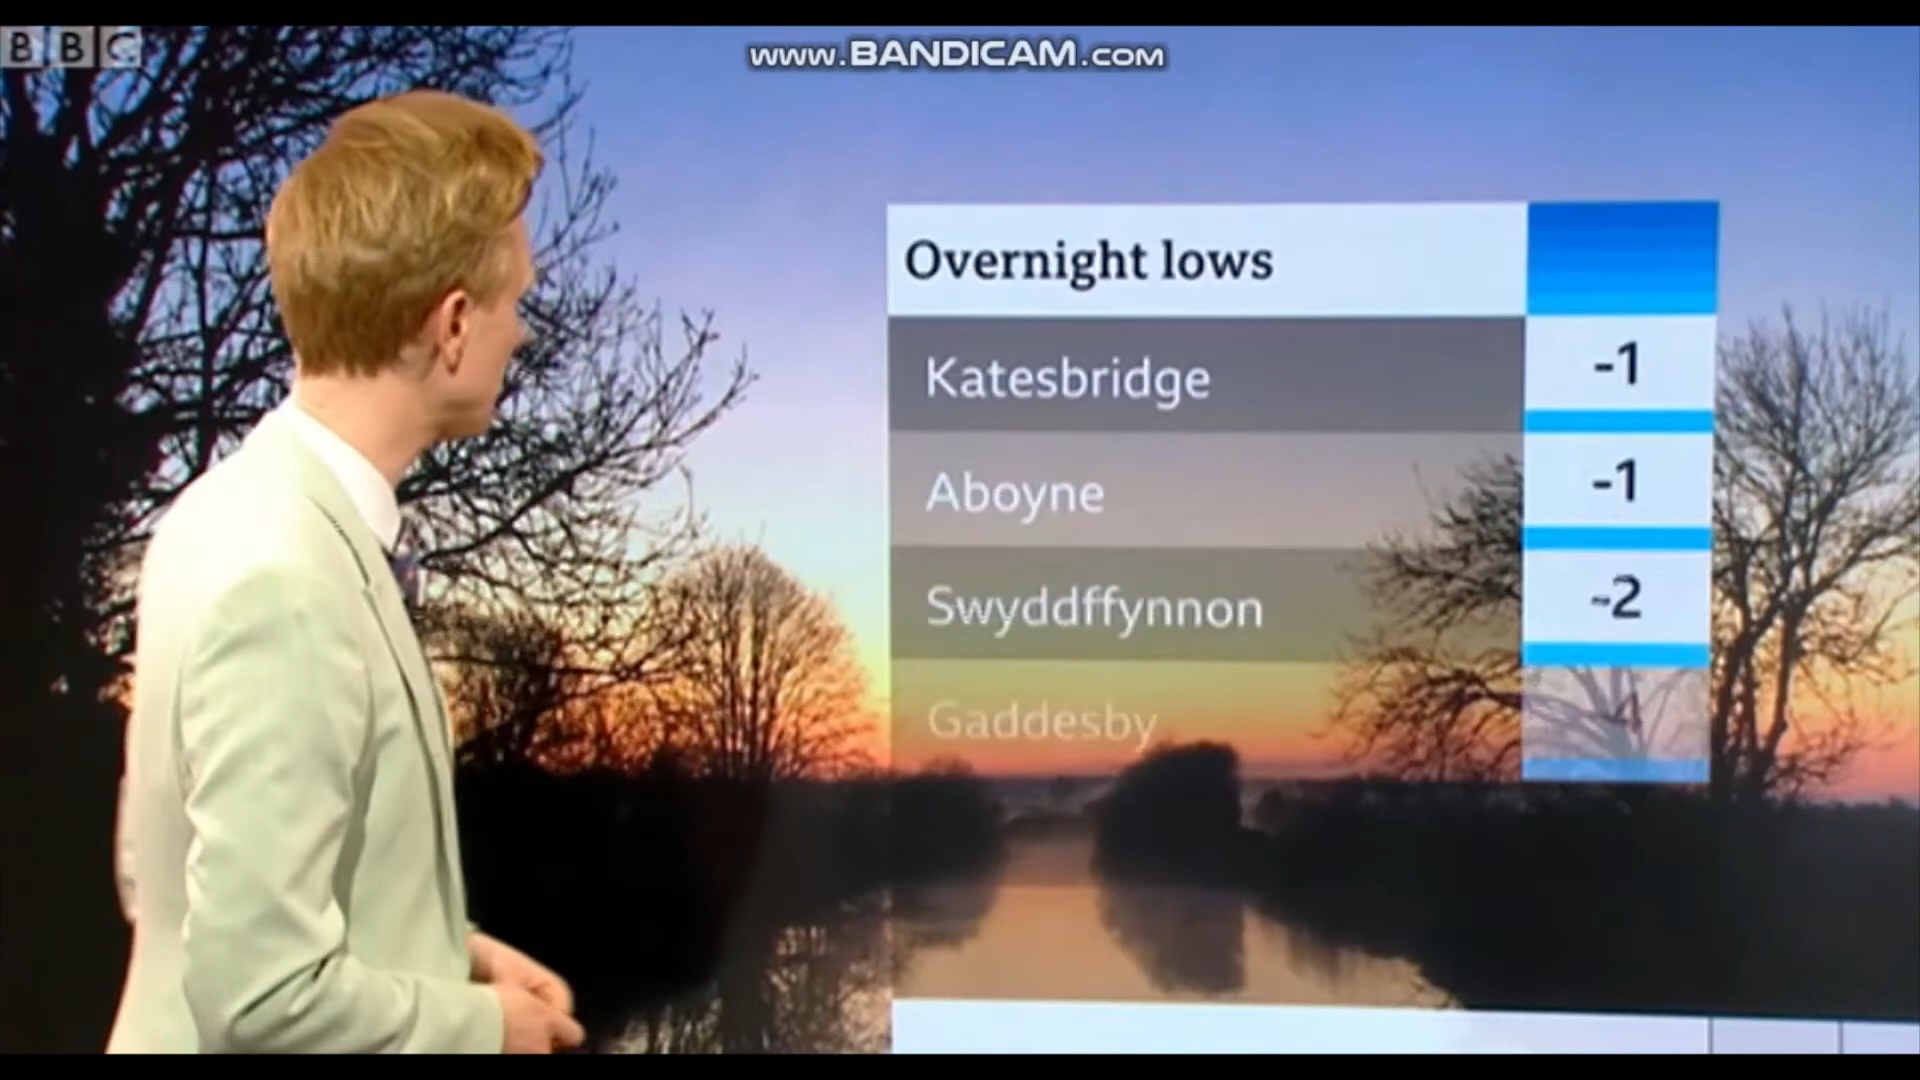 BBC
www.BANDICAM.com
Overnight lows
Katesbridge -1
Aboyne -1
Swyddffynnon -2
Gaddesby